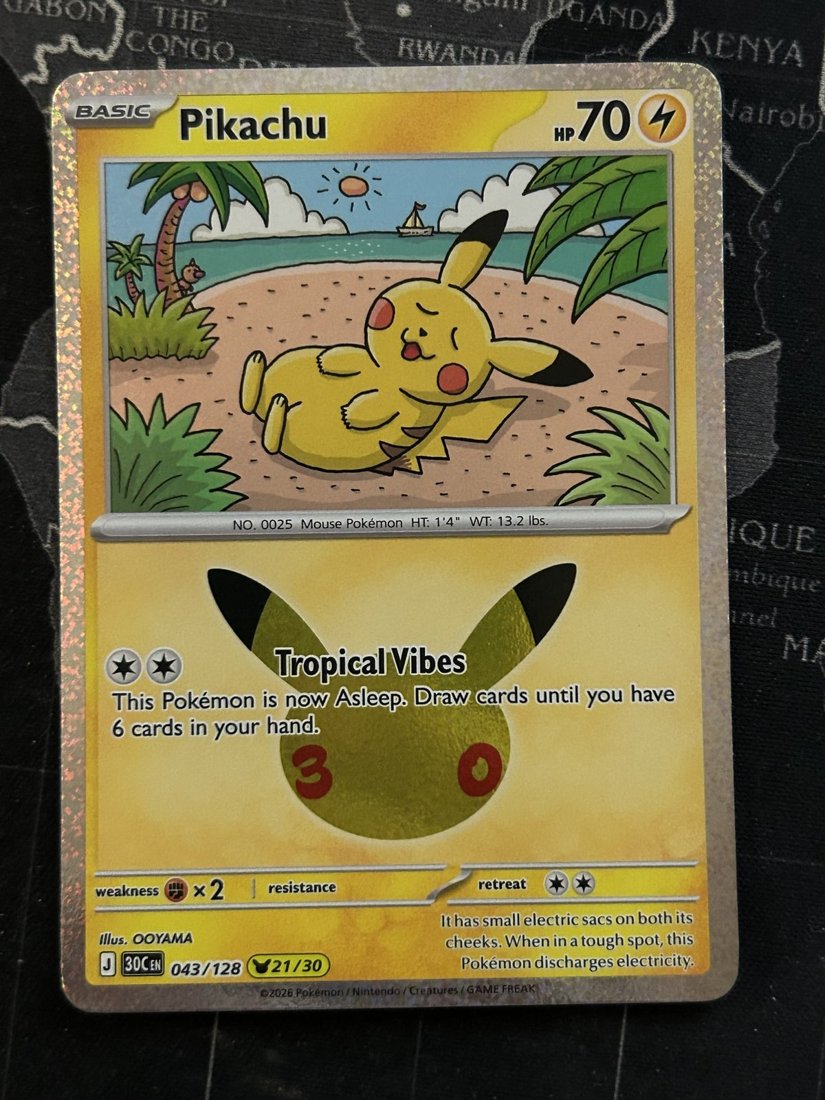 GABON
THE
CONGO
RWANDA
UGANDA
KENYA
Nairobi
BASIC
Pikachu
HP 70
NO. 0025 Mouse Pokémon HT: 1'4" WT: 13.2 lbs.
Tropical Vibes
This Pokémon is now Asleep. Draw cards until you have
6 cards in your hand.
3 0
weakness ×2 resistance retreat
It has small electric sacs on both its
cheeks. When in a tough spot, this
Pokémon discharges electricity.
Illus. OOYAMA
J 30C EN 043/128 21/30
©2026 Pokémon / Nintendo / Creatures / GAME FREAK